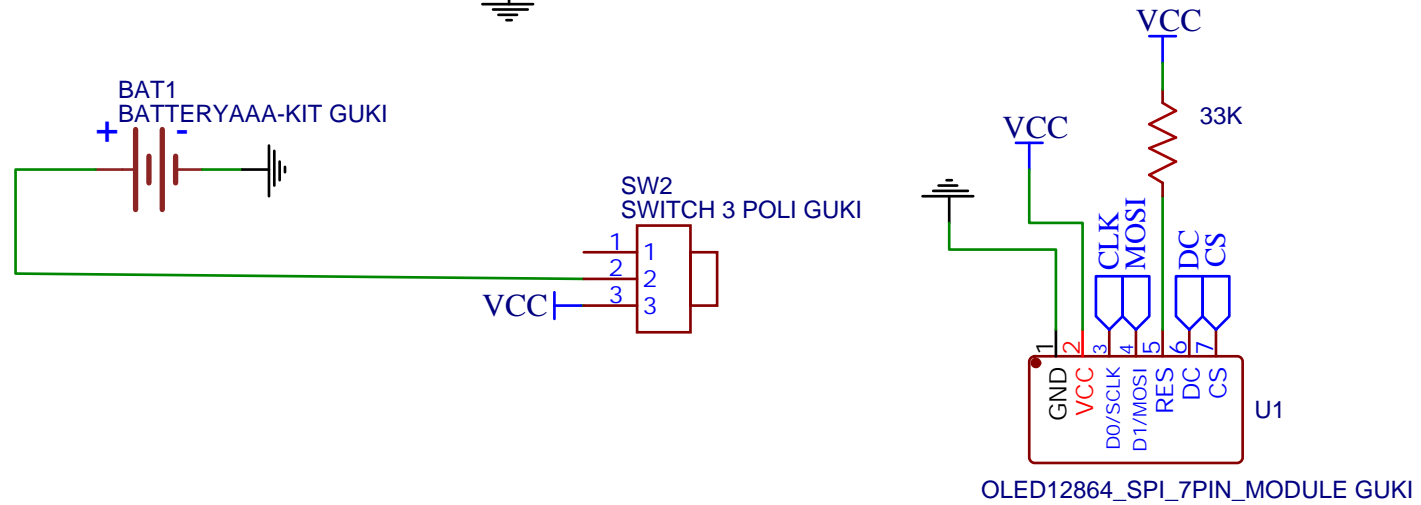 VCC
BAT1
BATTERYAAA-KIT GUKI
+ -
33K
VCC
SW2
SWITCH 3 POLI GUKI
CLK
MOSI
DC
CS
1 1
2 2
VCC 3 3
1 2 3 4 5 6 7
GND
VCC
D0/SCLK
D1/MOSI
RES
DC
CS
U1
OLED12864_SPI_7PIN_MODULE GUKI